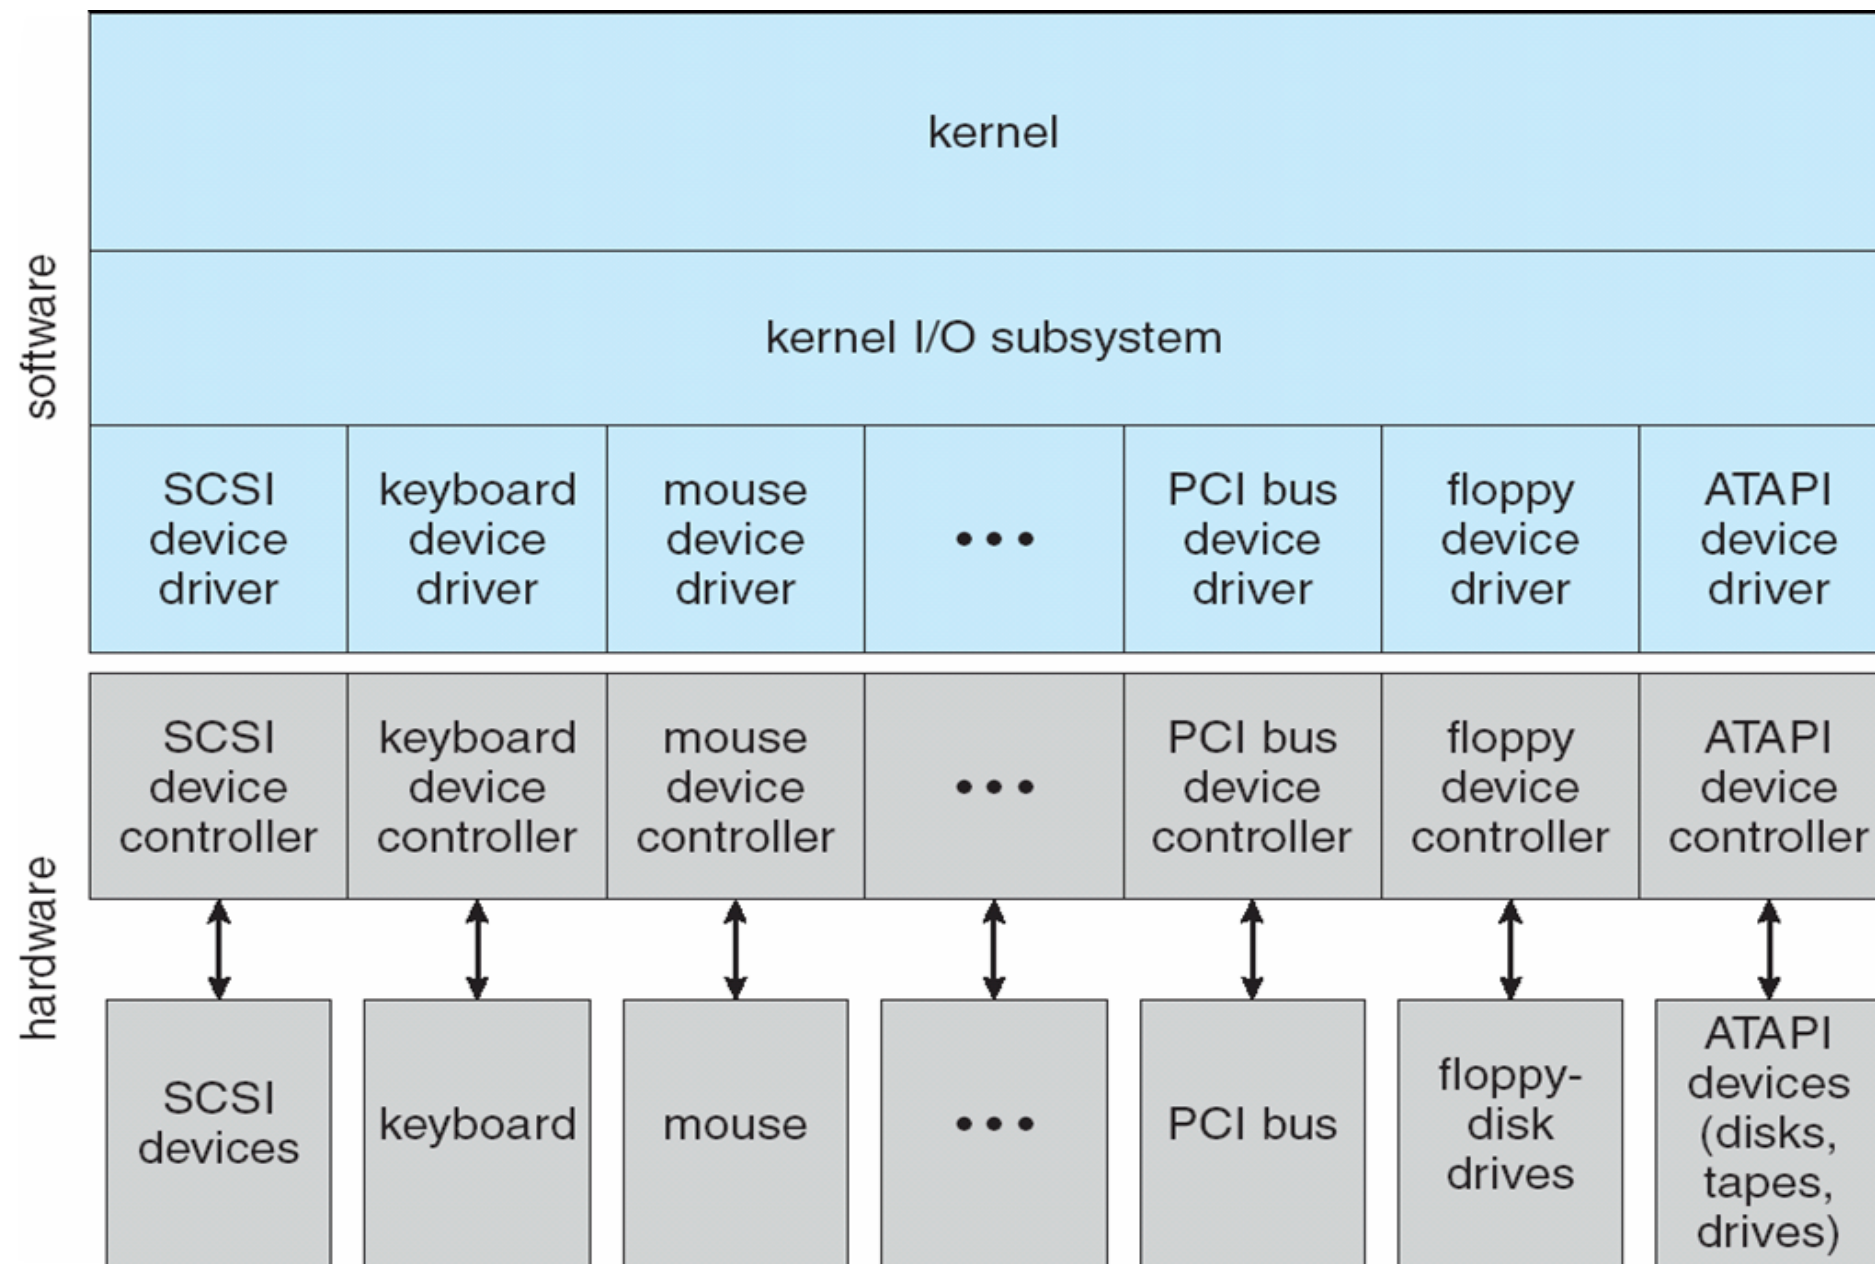 kernel
software
kernel I/O subsystem
SCSI
device
driver
keyboard
device
driver
mouse
device
driver
•••
PCI bus
device
driver
floppy
device
driver
ATAPI
device
driver
hardware
SCSI
device
controller
keyboard
device
controller
mouse
device
controller
•••
PCI bus
device
controller
floppy
device
controller
ATAPI
device
controller
SCSI
devices
keyboard
mouse
•••
PCI bus
floppy-
disk
drives
ATAPI
devices
(disks,
tapes,
drives)